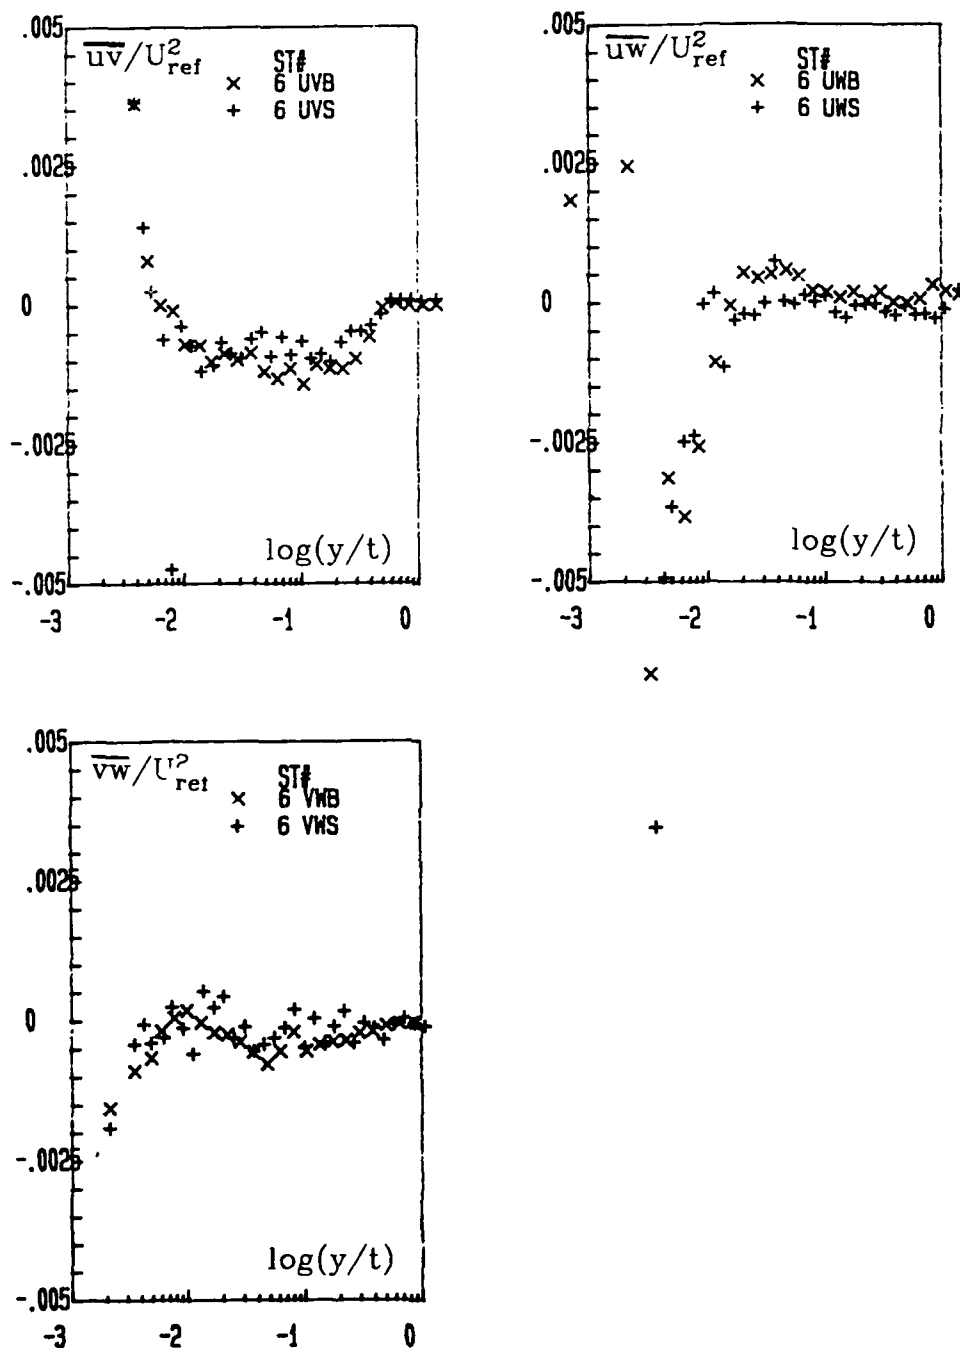 .005
uv/U²ref
ST#
× 6 UVB
+ 6 UVS
.0025
0
-.0025
log(y/t)
-.005
-3 -2 -1 0
.005
uw/U²ref
ST#
× 6 UWB
+ 6 UWS
.0025
0
-.0025
log(y/t)
-.005
-3 -2 -1 0
.005
vw/U²ref
ST#
× 6 VWB
+ 6 VWS
.0025
0
-.0025
log(y/t)
-.005
-3 -2 -1 0